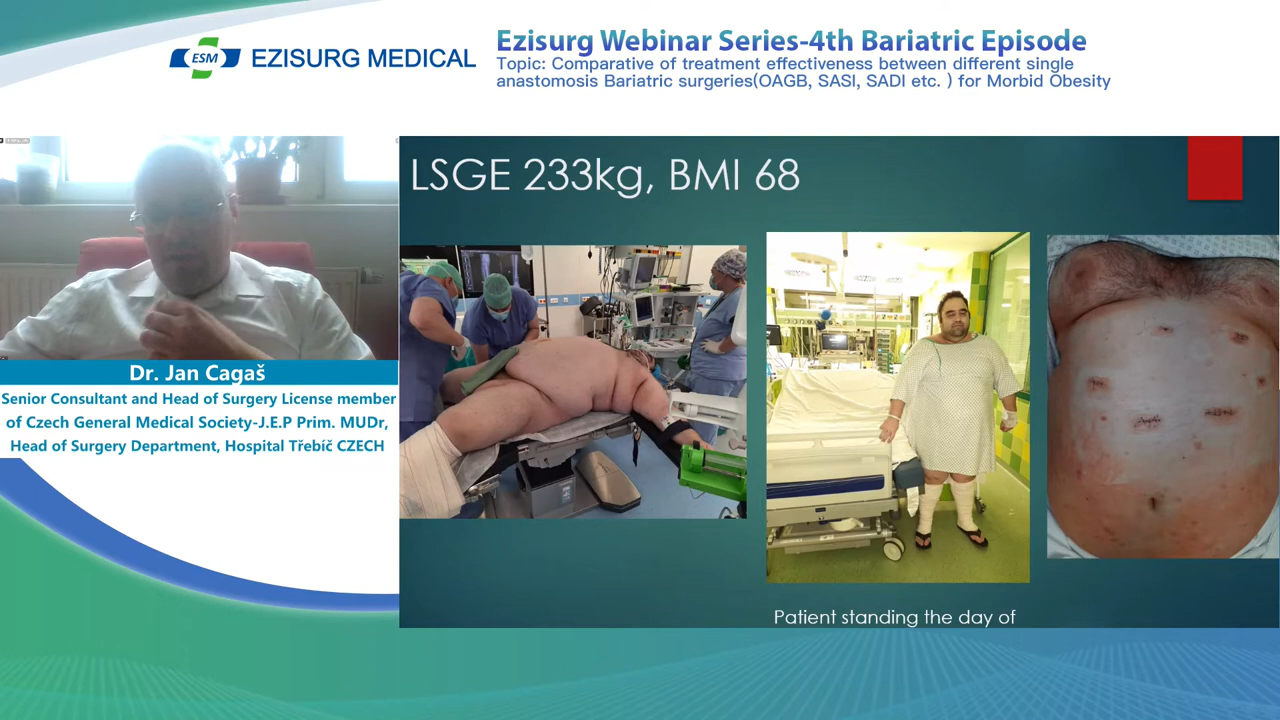 ESM
EZISURG MEDICAL
Ezisurg Webinar Series-4th Bariatric Episode
Topic: Comparative of treatment effectiveness between different single
anastomosis Bariatric surgeries(OAGB, SASI, SADI etc. ) for Morbid Obesity
LSGE 233kg, BMI 68
Dr. Jan Cagaš
Senior Consultant and Head of Surgery License member
of Czech General Medical Society-J.E.P Prim. MUDr,
Head of Surgery Department, Hospital Třebíč CZECH
Patient standing the day of